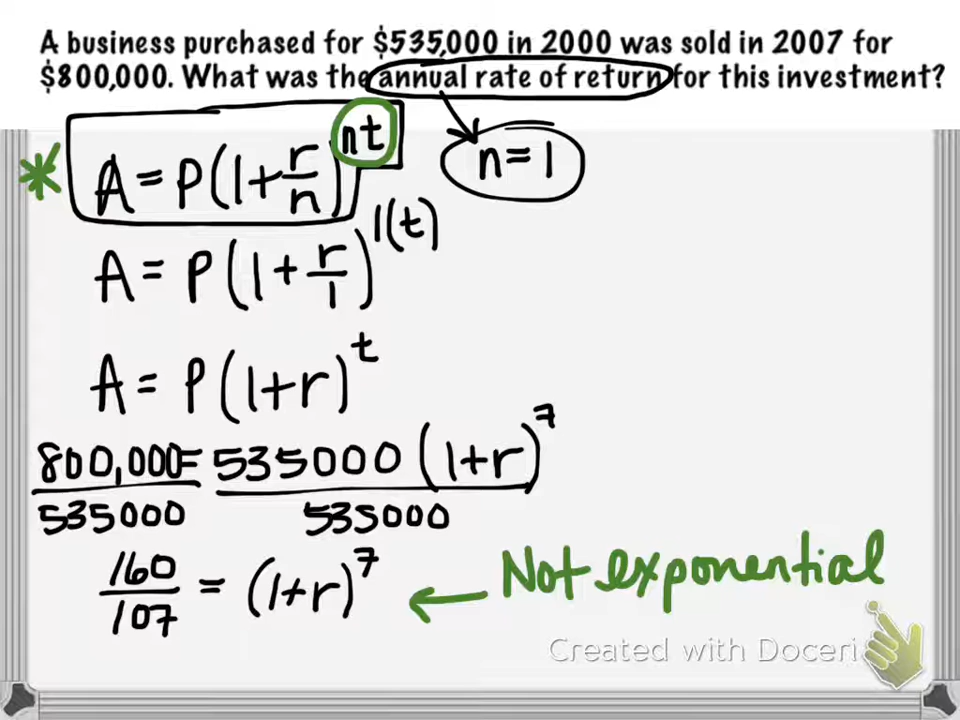 A business purchased for $535,000 in 2000 was sold in 2007 for
$800,000. What was the annual rate of return for this investment?
* A = P(1+r/n)^nt
n=1
A = P(1+r/1)^1(t)
A = P(1+r)^t
800,000/535000 = 535000(1+r)^7/535000
160/107 = (1+r)^7 ← Not exponential
Created with Doceri